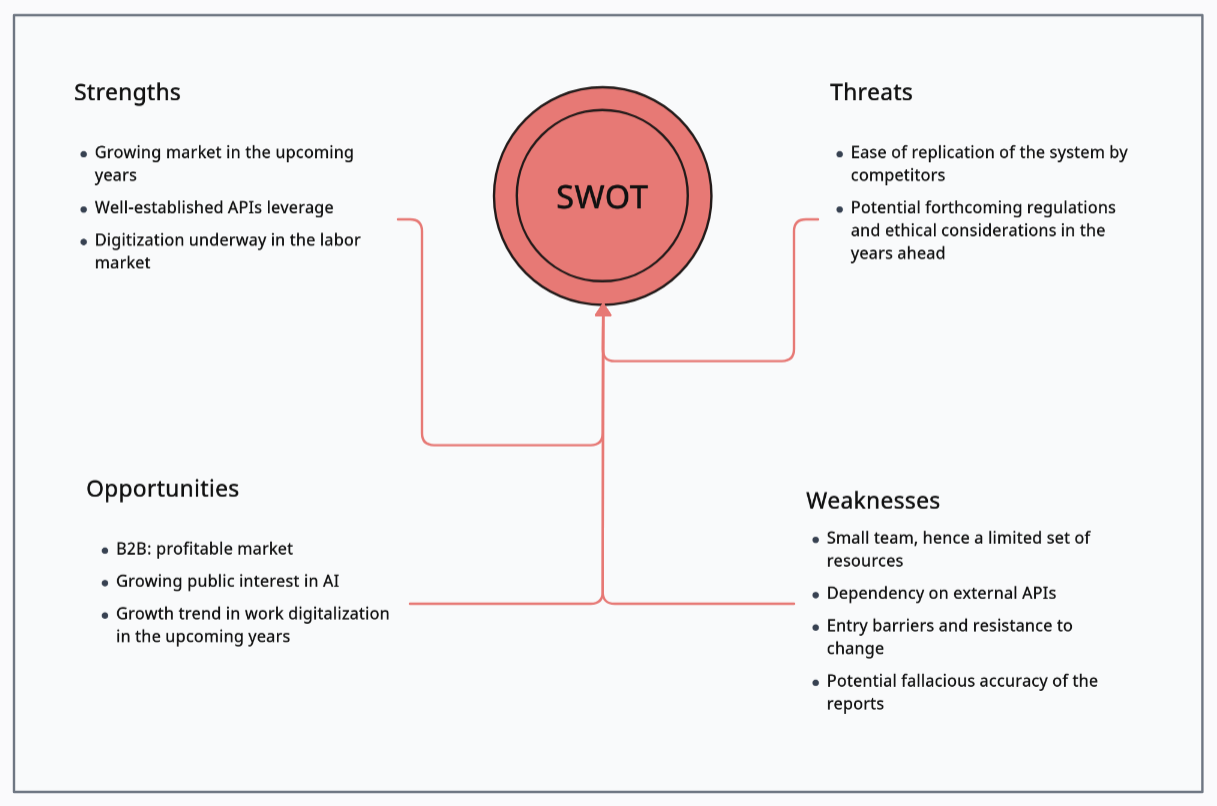 Strengths
Growing market in the upcoming
years
Well-established APIs leverage
Digitization underway in the labor
market
SWOT
Threats
Ease of replication of the system by
competitors
Potential forthcoming regulations
and ethical considerations in the
years ahead
Opportunities
B2B: profitable market
Growing public interest in AI
Growth trend in work digitalization
in the upcoming years
Weaknesses
Small team, hence a limited set of
resources
Dependency on external APIs
Entry barriers and resistance to
change
Potential fallacious accuracy of the
reports